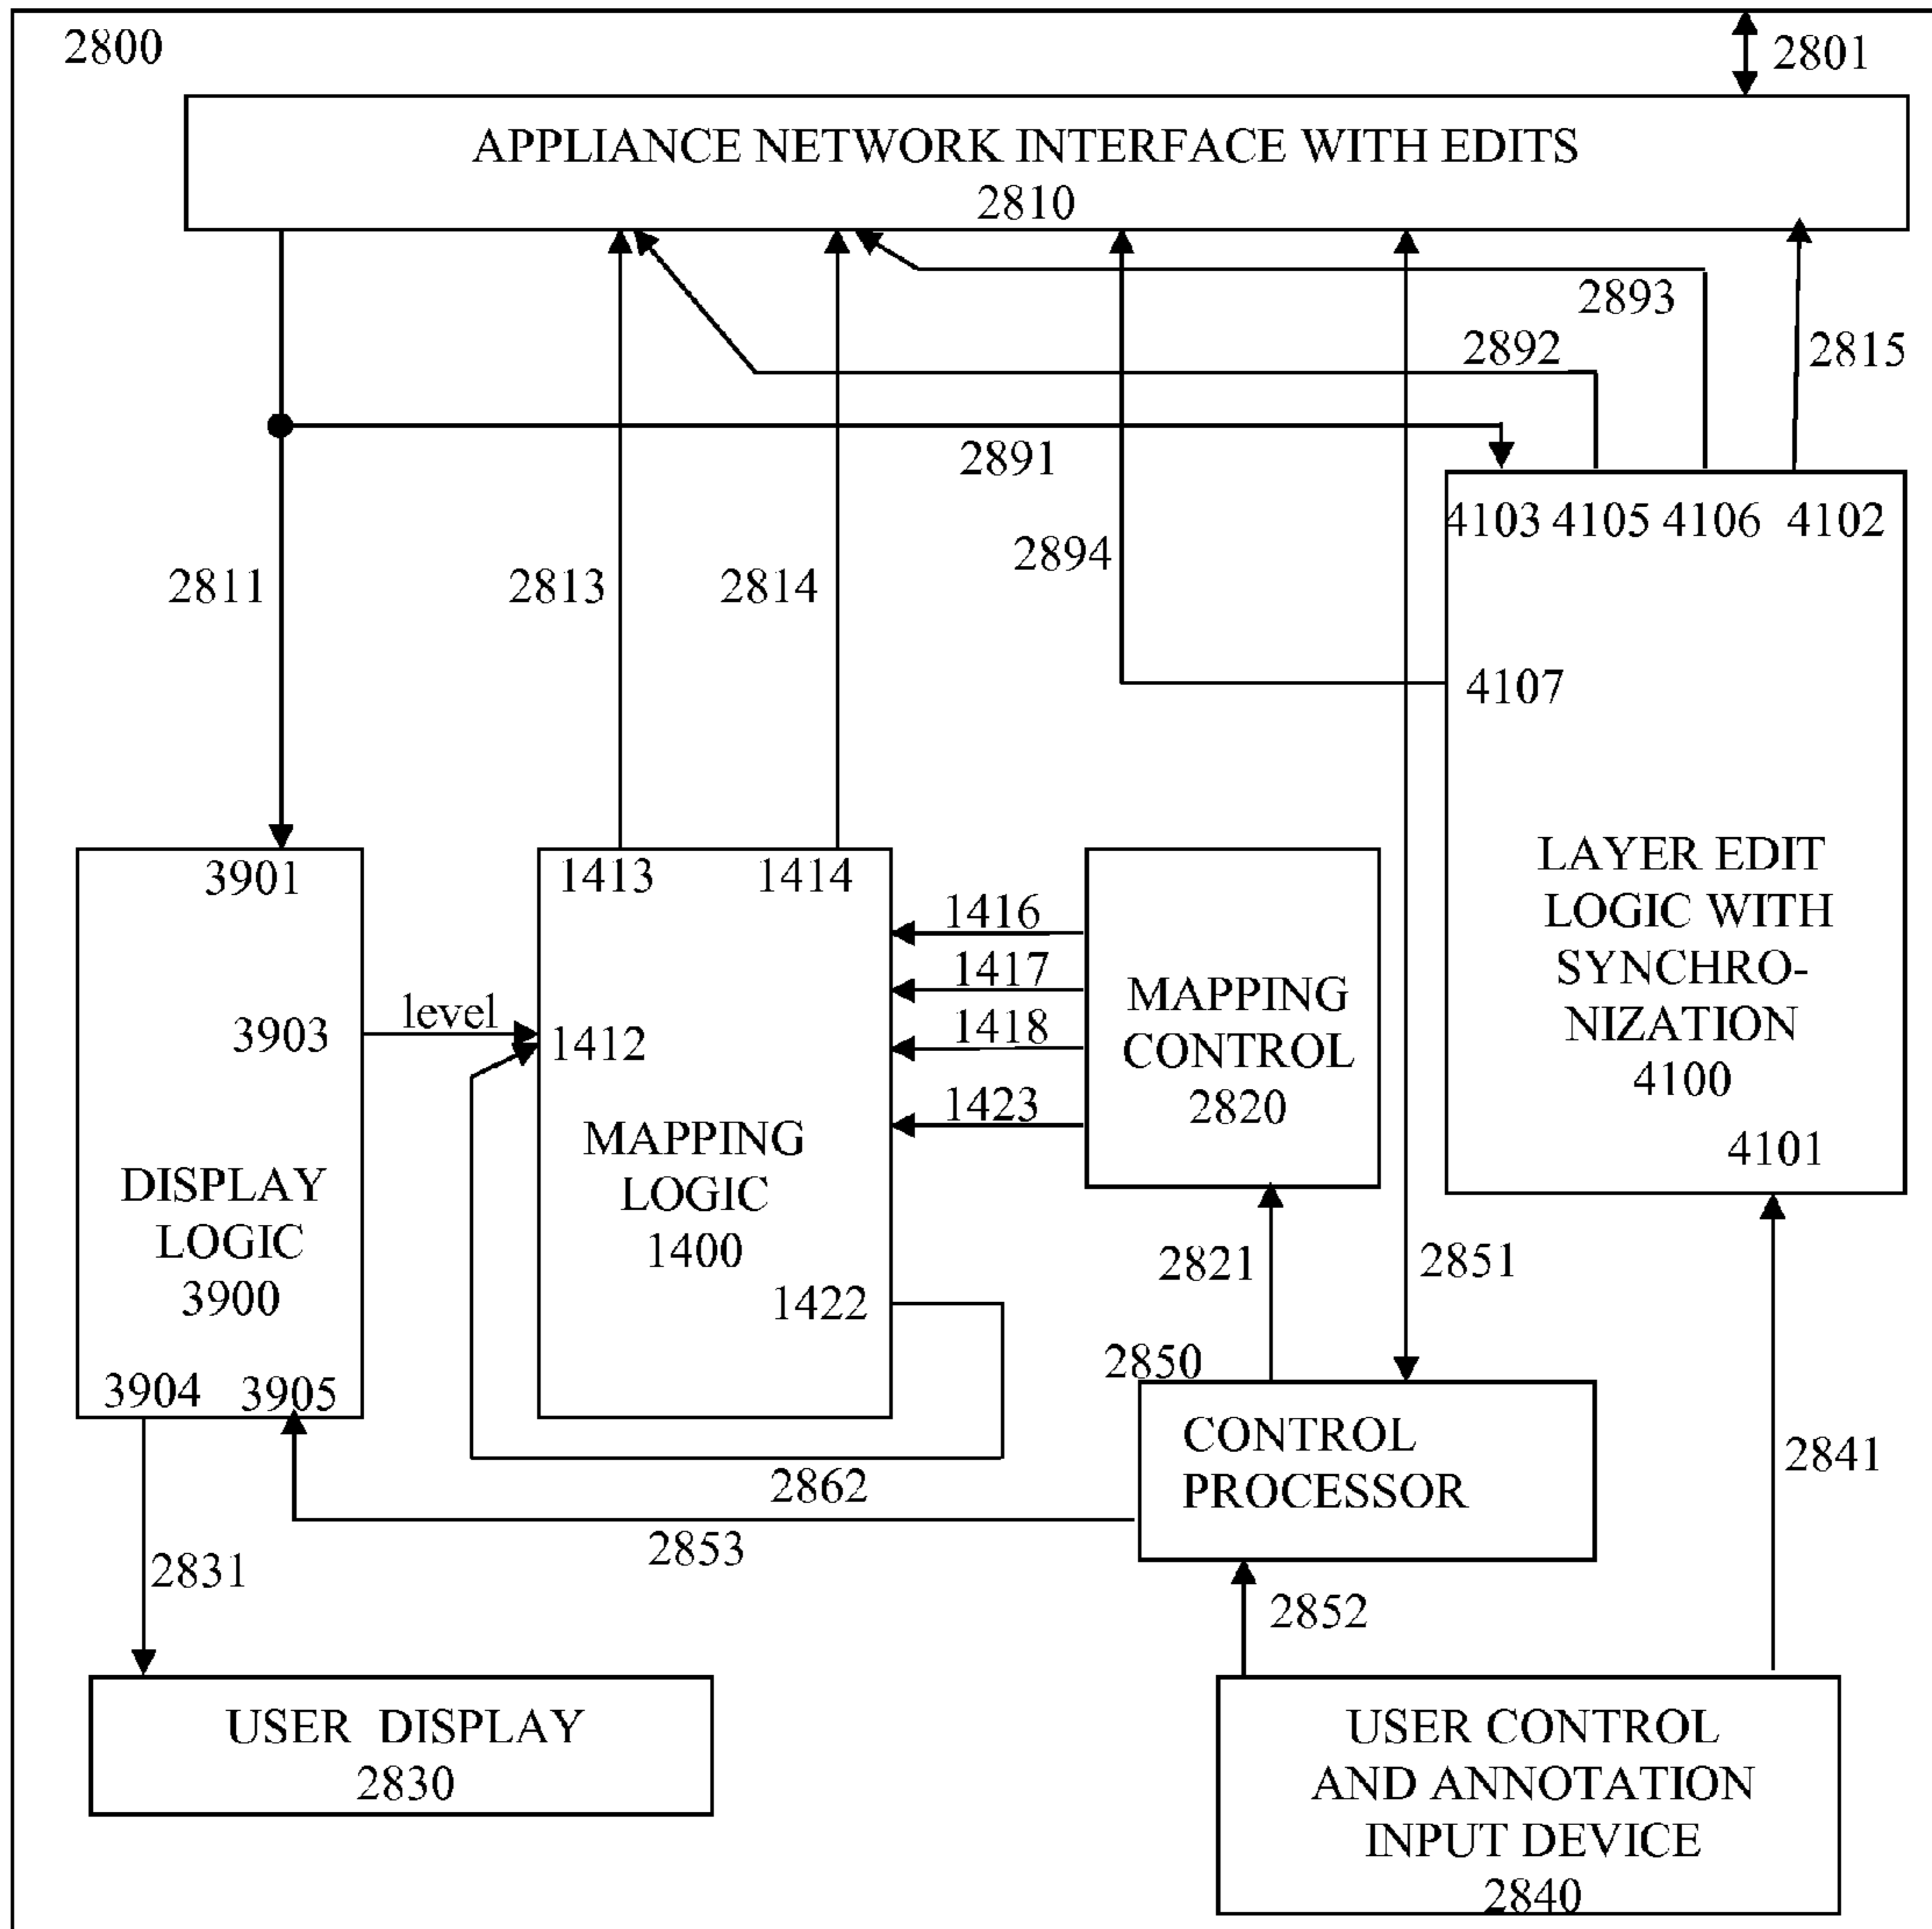 2800
2801
APPLIANCE NETWORK INTERFACE WITH EDITS
2810
2893
2892
2815
2891
4103 4105 4106 4102
2894
2811
2813
2814
4107
3901
1413
1414
LAYER EDIT
LOGIC WITH
SYNCHRO-
NIZATION
4100
4101
1416
1417
1418
1423
MAPPING
CONTROL
2820
level
3903
1412
MAPPING
LOGIC
1400
DISPLAY
LOGIC
3900
1422
2821
2851
2850
3904
3905
CONTROL
PROCESSOR
2841
2862
2853
2831
2852
USER DISPLAY
2830
USER CONTROL
AND ANNOTATION
INPUT DEVICE
2840